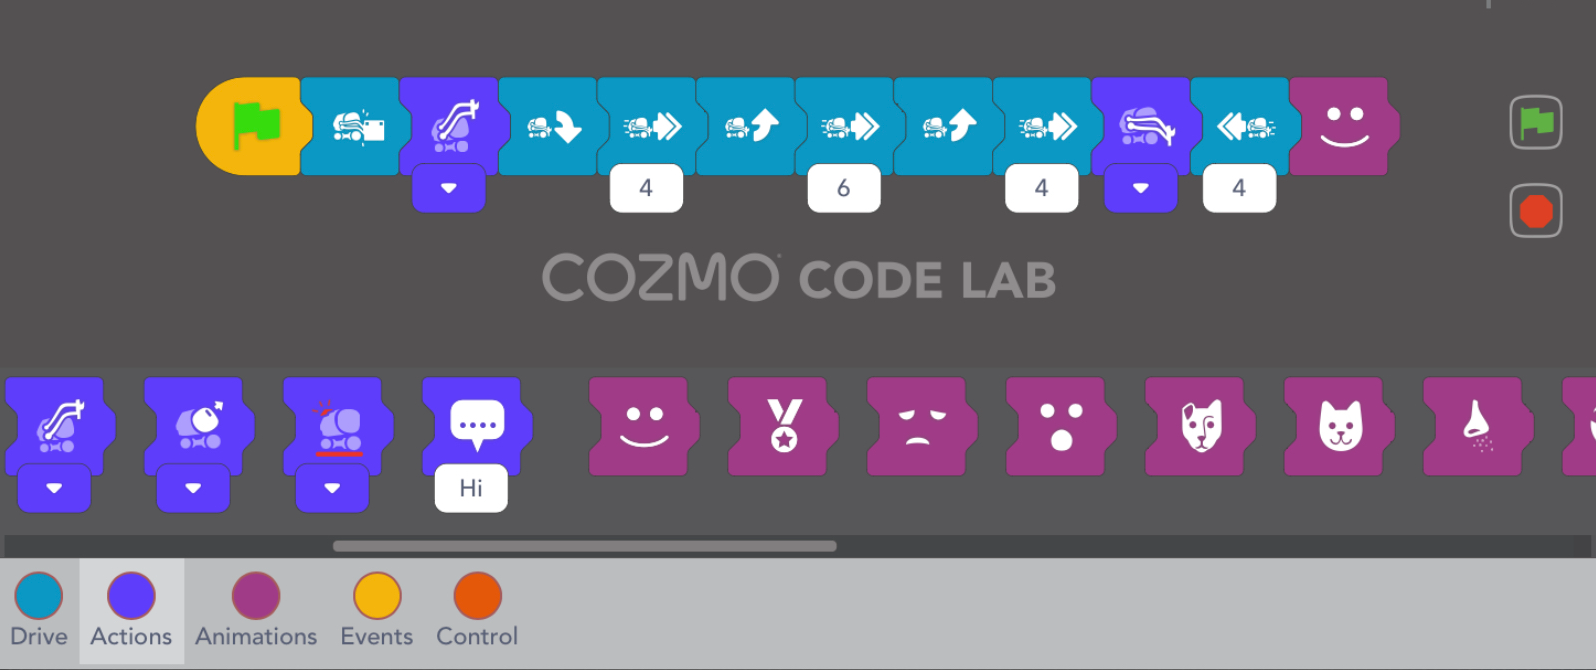 4 6 4 4
COZMO CODE LAB
Hi
Drive Actions Animations Events Control